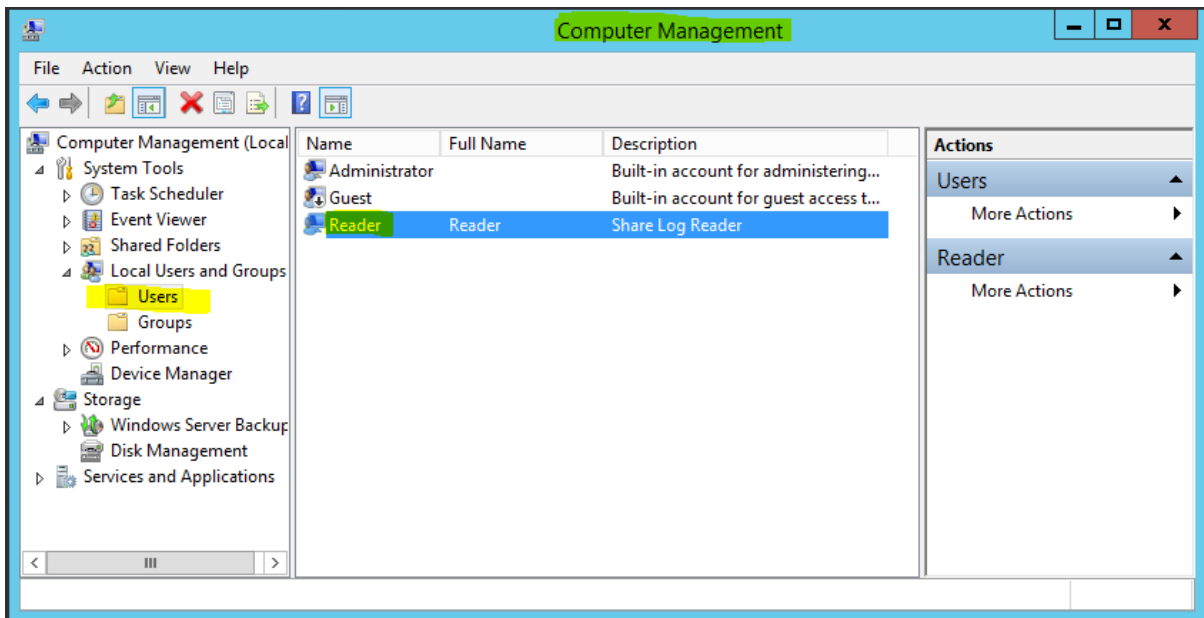 Computer Management
File Action View Help
Computer Management (Local
System Tools
Task Scheduler
Event Viewer
Shared Folders
Local Users and Groups
Users
Groups
Performance
Device Manager
Storage
Windows Server Backup
Disk Management
Services and Applications
Name Full Name Description
Administrator Built-in account for administering...
Guest Built-in account for guest access t...
Reader Reader Share Log Reader
Actions
Users
More Actions
Reader
More Actions